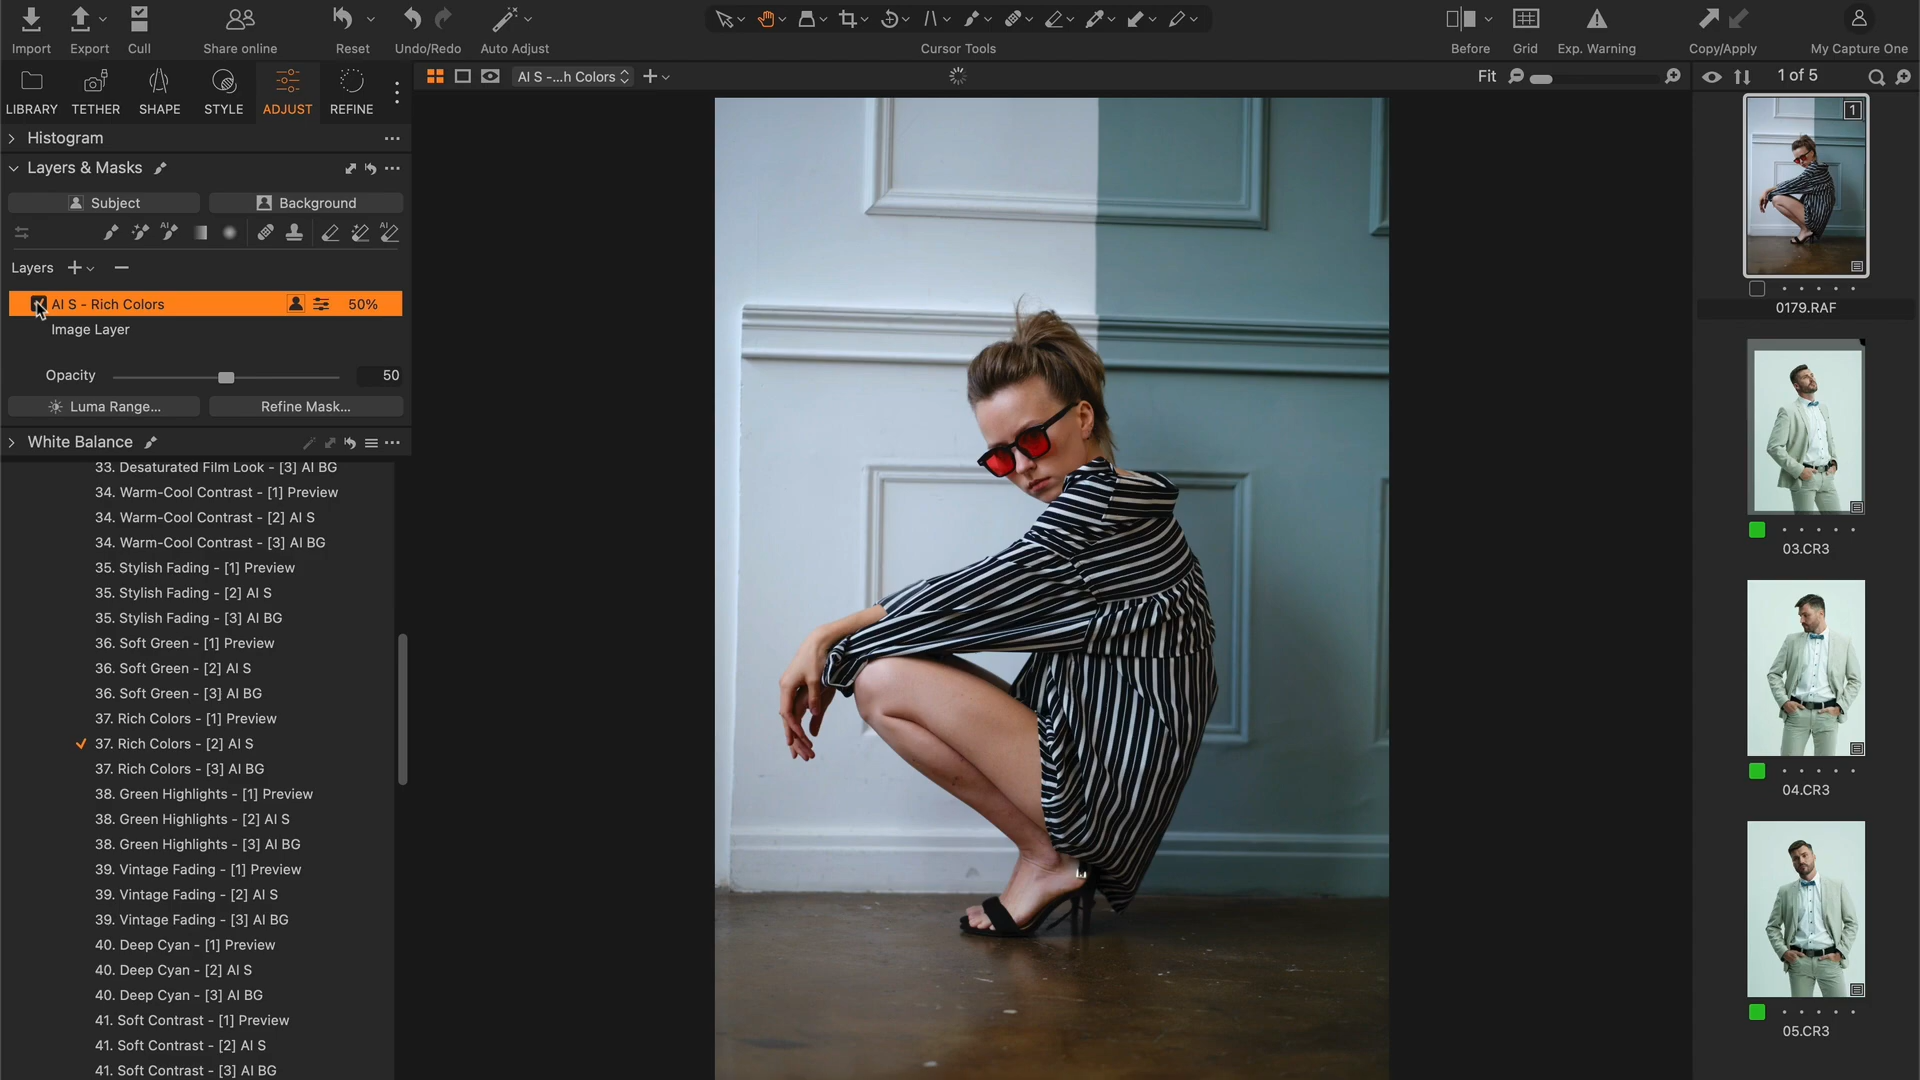 Import
Export
Cull
Share online
Reset
Undo/Redo
Auto Adjust
Cursor Tools
Before
Grid
Exp. Warning
Copy/Apply
My Capture One
LIBRARY
TETHER
SHAPE
STYLE
ADJUST
REFINE
AI S -...h Colors
Fit
1 of 5
Histogram
Layers & Masks
Subject
Background
AI
AI
Layers
AI S - Rich Colors
50%
Image Layer
Opacity
50
Luma Range...
Refine Mask...
White Balance
33. Desaturated Film Look - [3] AI BG
34. Warm-Cool Contrast - [1] Preview
34. Warm-Cool Contrast - [2] AI S
34. Warm-Cool Contrast - [3] AI BG
35. Stylish Fading - [1] Preview
35. Stylish Fading - [2] AI S
35. Stylish Fading - [3] AI BG
36. Soft Green - [1] Preview
36. Soft Green - [2] AI S
36. Soft Green - [3] AI BG
37. Rich Colors - [1] Preview
37. Rich Colors - [2] AI S
37. Rich Colors - [3] AI BG
38. Green Highlights - [1] Preview
38. Green Highlights - [2] AI S
38. Green Highlights - [3] AI BG
39. Vintage Fading - [1] Preview
39. Vintage Fading - [2] AI S
39. Vintage Fading - [3] AI BG
40. Deep Cyan - [1] Preview
40. Deep Cyan - [2] AI S
40. Deep Cyan - [3] AI BG
41. Soft Contrast - [1] Preview
41. Soft Contrast - [2] AI S
41. Soft Contrast - [3] AI BG
1
0179.RAF
03.CR3
04.CR3
05.CR3